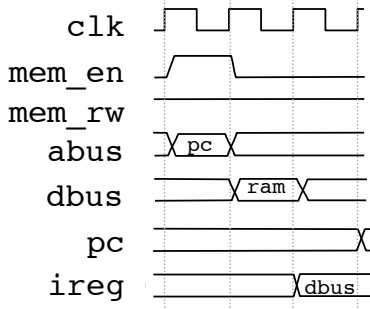 clk
mem_en
mem_rw
abus pc
dbus ram
pc
ireg dbus